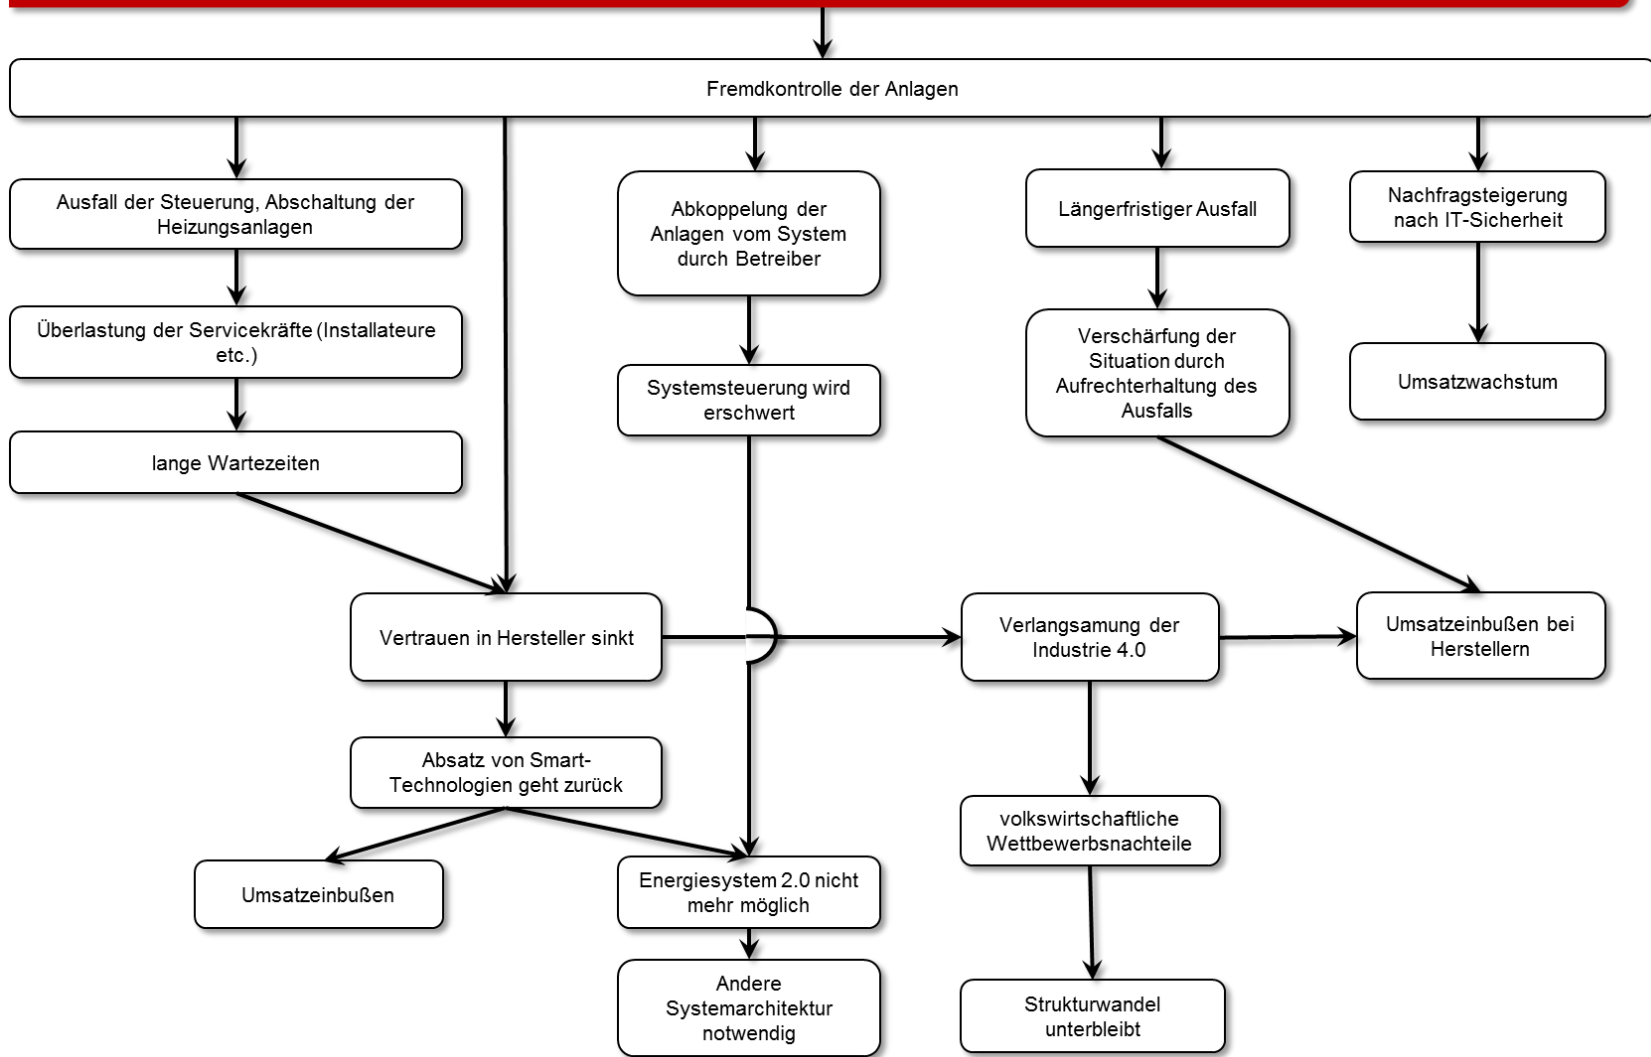 Fremdkontrolle der Anlagen
Ausfall der Steuerung, Abschaltung der
Heizungsanlagen
Abkoppelung der
Anlagen vom System
durch Betreiber
Längerfristiger Ausfall
Nachfragsteigerung
nach IT-Sicherheit
Überlastung der Servicekräfte (Installateure
etc.)
Systemsteuerung wird
erschwert
Verschärfung der
Situation durch
Aufrechterhaltung des
Ausfalls
Umsatzwachstum
lange Wartezeiten
Vertrauen in Hersteller sinkt
Verlangsamung der
Industrie 4.0
Umsatzeinbußen bei
Herstellern
Absatz von Smart-
Technologien geht zurück
volkswirtschaftliche
Wettbewerbsnachteile
Umsatzeinbußen
Energiesystem 2.0 nicht
mehr möglich
Andere
Systemarchitektur
notwendig
Strukturwandel
unterbleibt